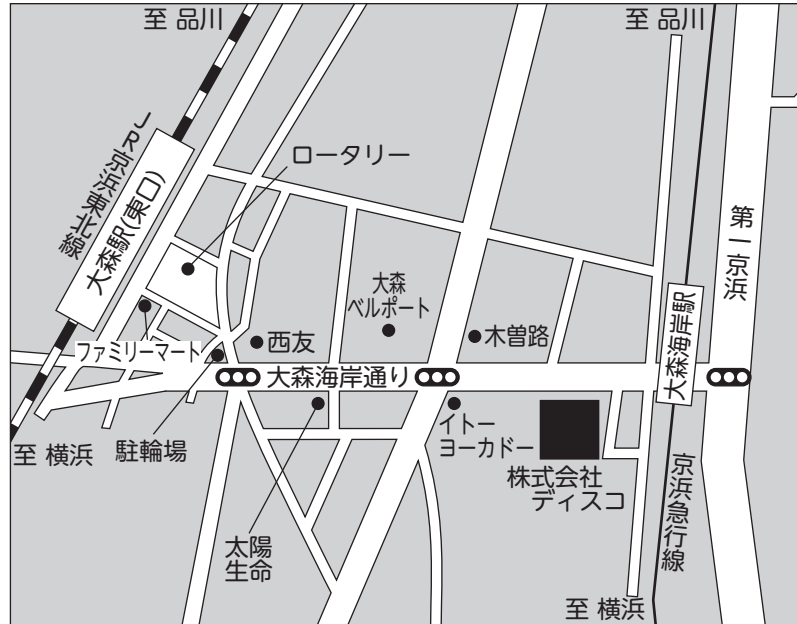 至 品川
至 品川
JR京浜東北線
大森駅(東口)
ロータリー
第一京浜
大森
ベルポート
木曽路
大森海岸駅
西友
ファミリーマート
大森海岸通り
イトー
ヨーカドー
至 横浜
駐輪場
株式会社
ディスコ
京浜急行線
太陽
生命
至 横浜